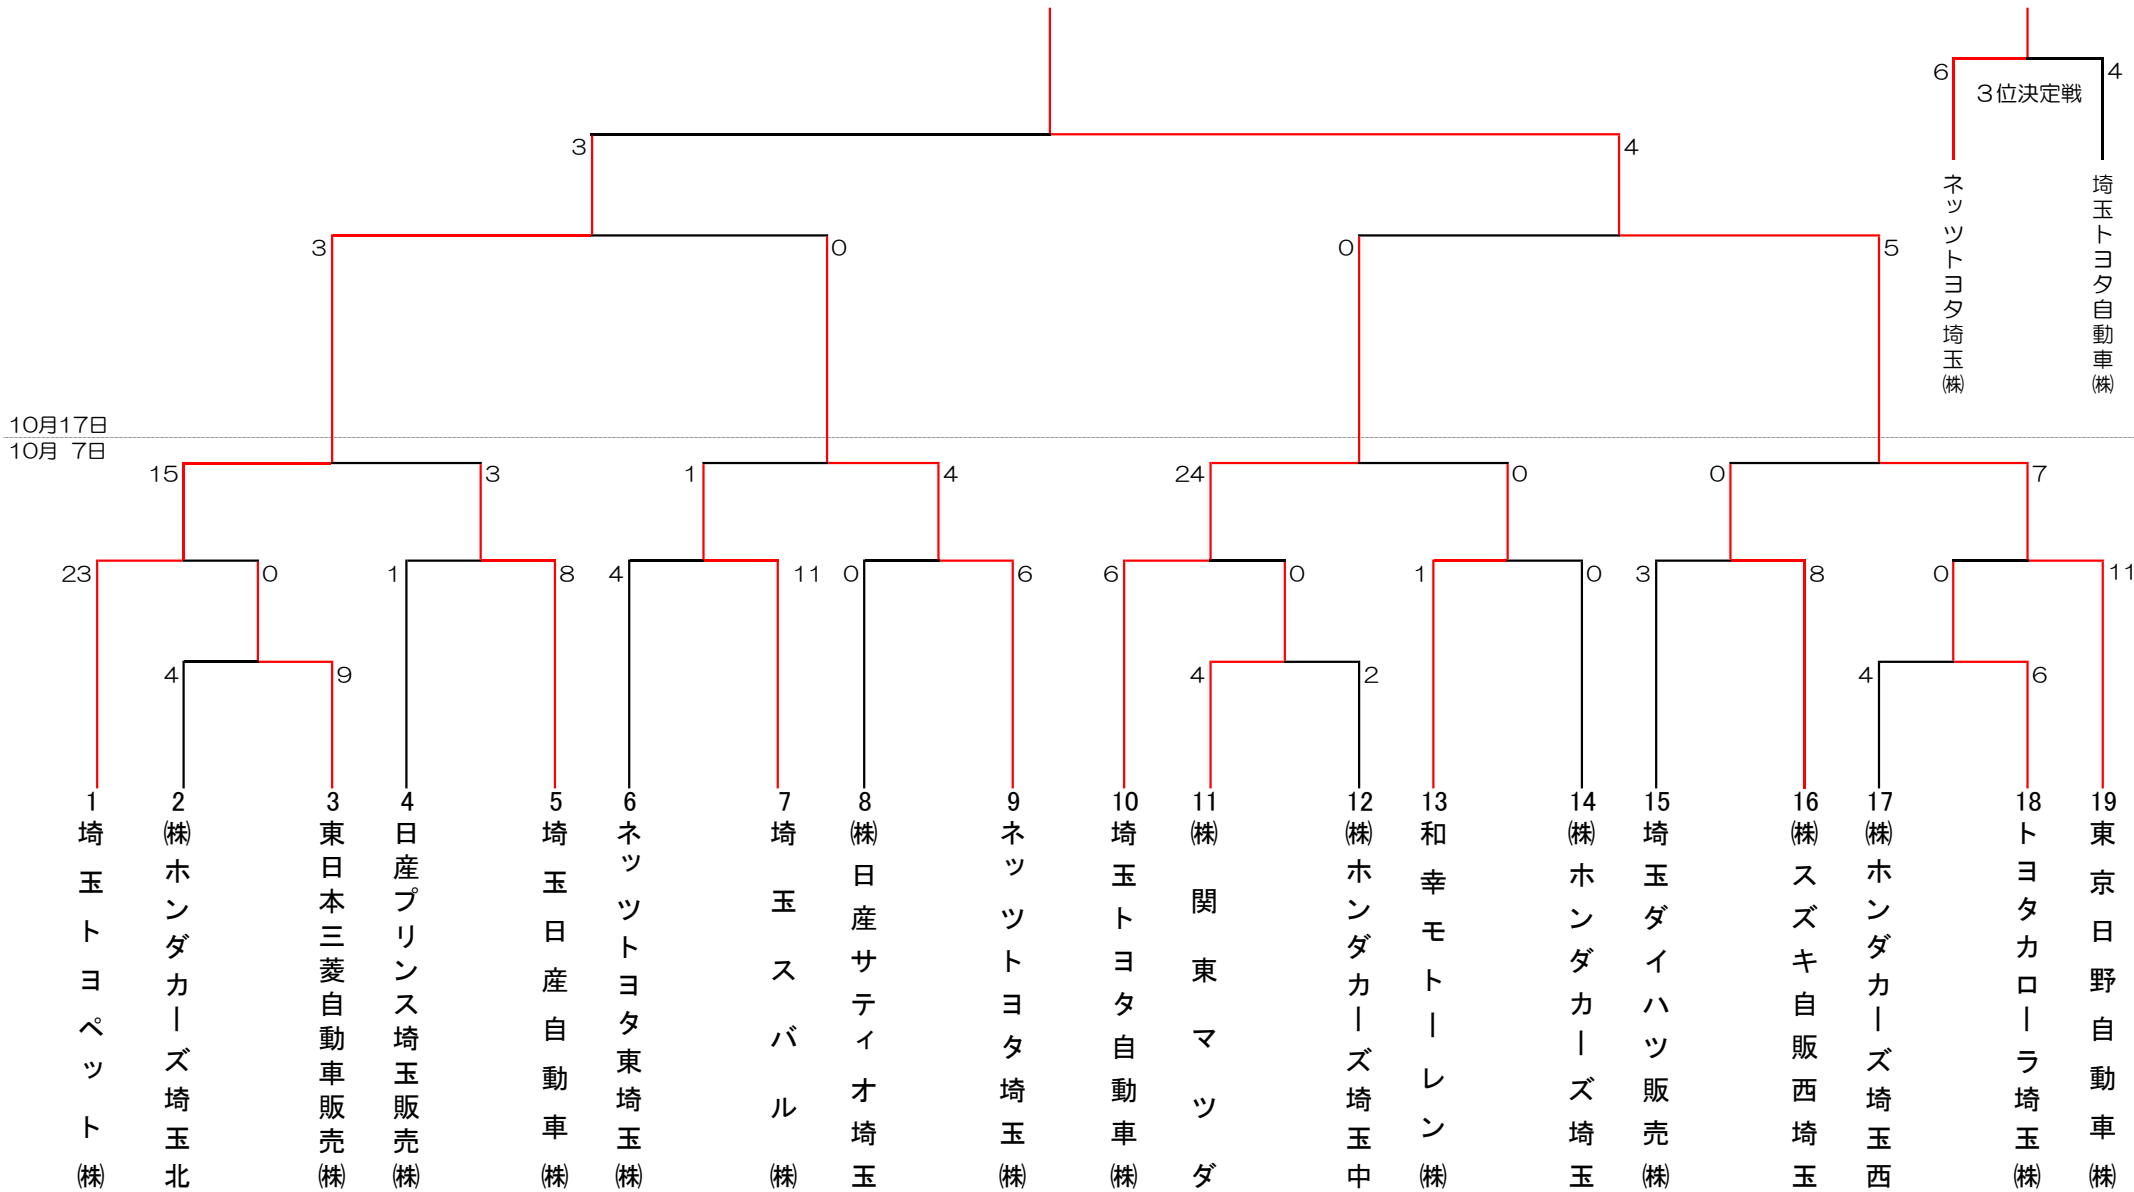 6
4
3位決定戦
ネッツトヨタ埼玉㈱
埼玉トヨタ自動車㈱
3
4
3
0
0
5
10月17日
10月 7日
15
3
1
4
24
0
0
7
23
0
1
8
4
11
0
6
6
0
1
0
3
8
0
11
4
9
4
2
4
6
1 埼玉トヨペット㈱
2 ㈱ホンダカーズ埼玉北
3 東日本三菱自動車販売㈱
4 日産プリンス埼玉販売㈱
5 埼玉日産自動車㈱
6 ネッツトヨタ東埼玉㈱
7 埼玉スバル㈱
8 ㈱日産サティオ埼玉
9 ネッツトヨタ埼玉㈱
10 埼玉トヨタ自動車㈱
11 ㈱関東マツダ
12 ㈱ホンダカーズ埼玉中
13 和幸モトーレン㈱
14 ㈱ホンダカーズ埼玉
15 埼玉ダイハツ販売㈱
16 ㈱スズキ自販西埼玉
17 ㈱ホンダカーズ埼玉西
18 トヨタカローラ埼玉㈱
19 東京日野自動車㈱